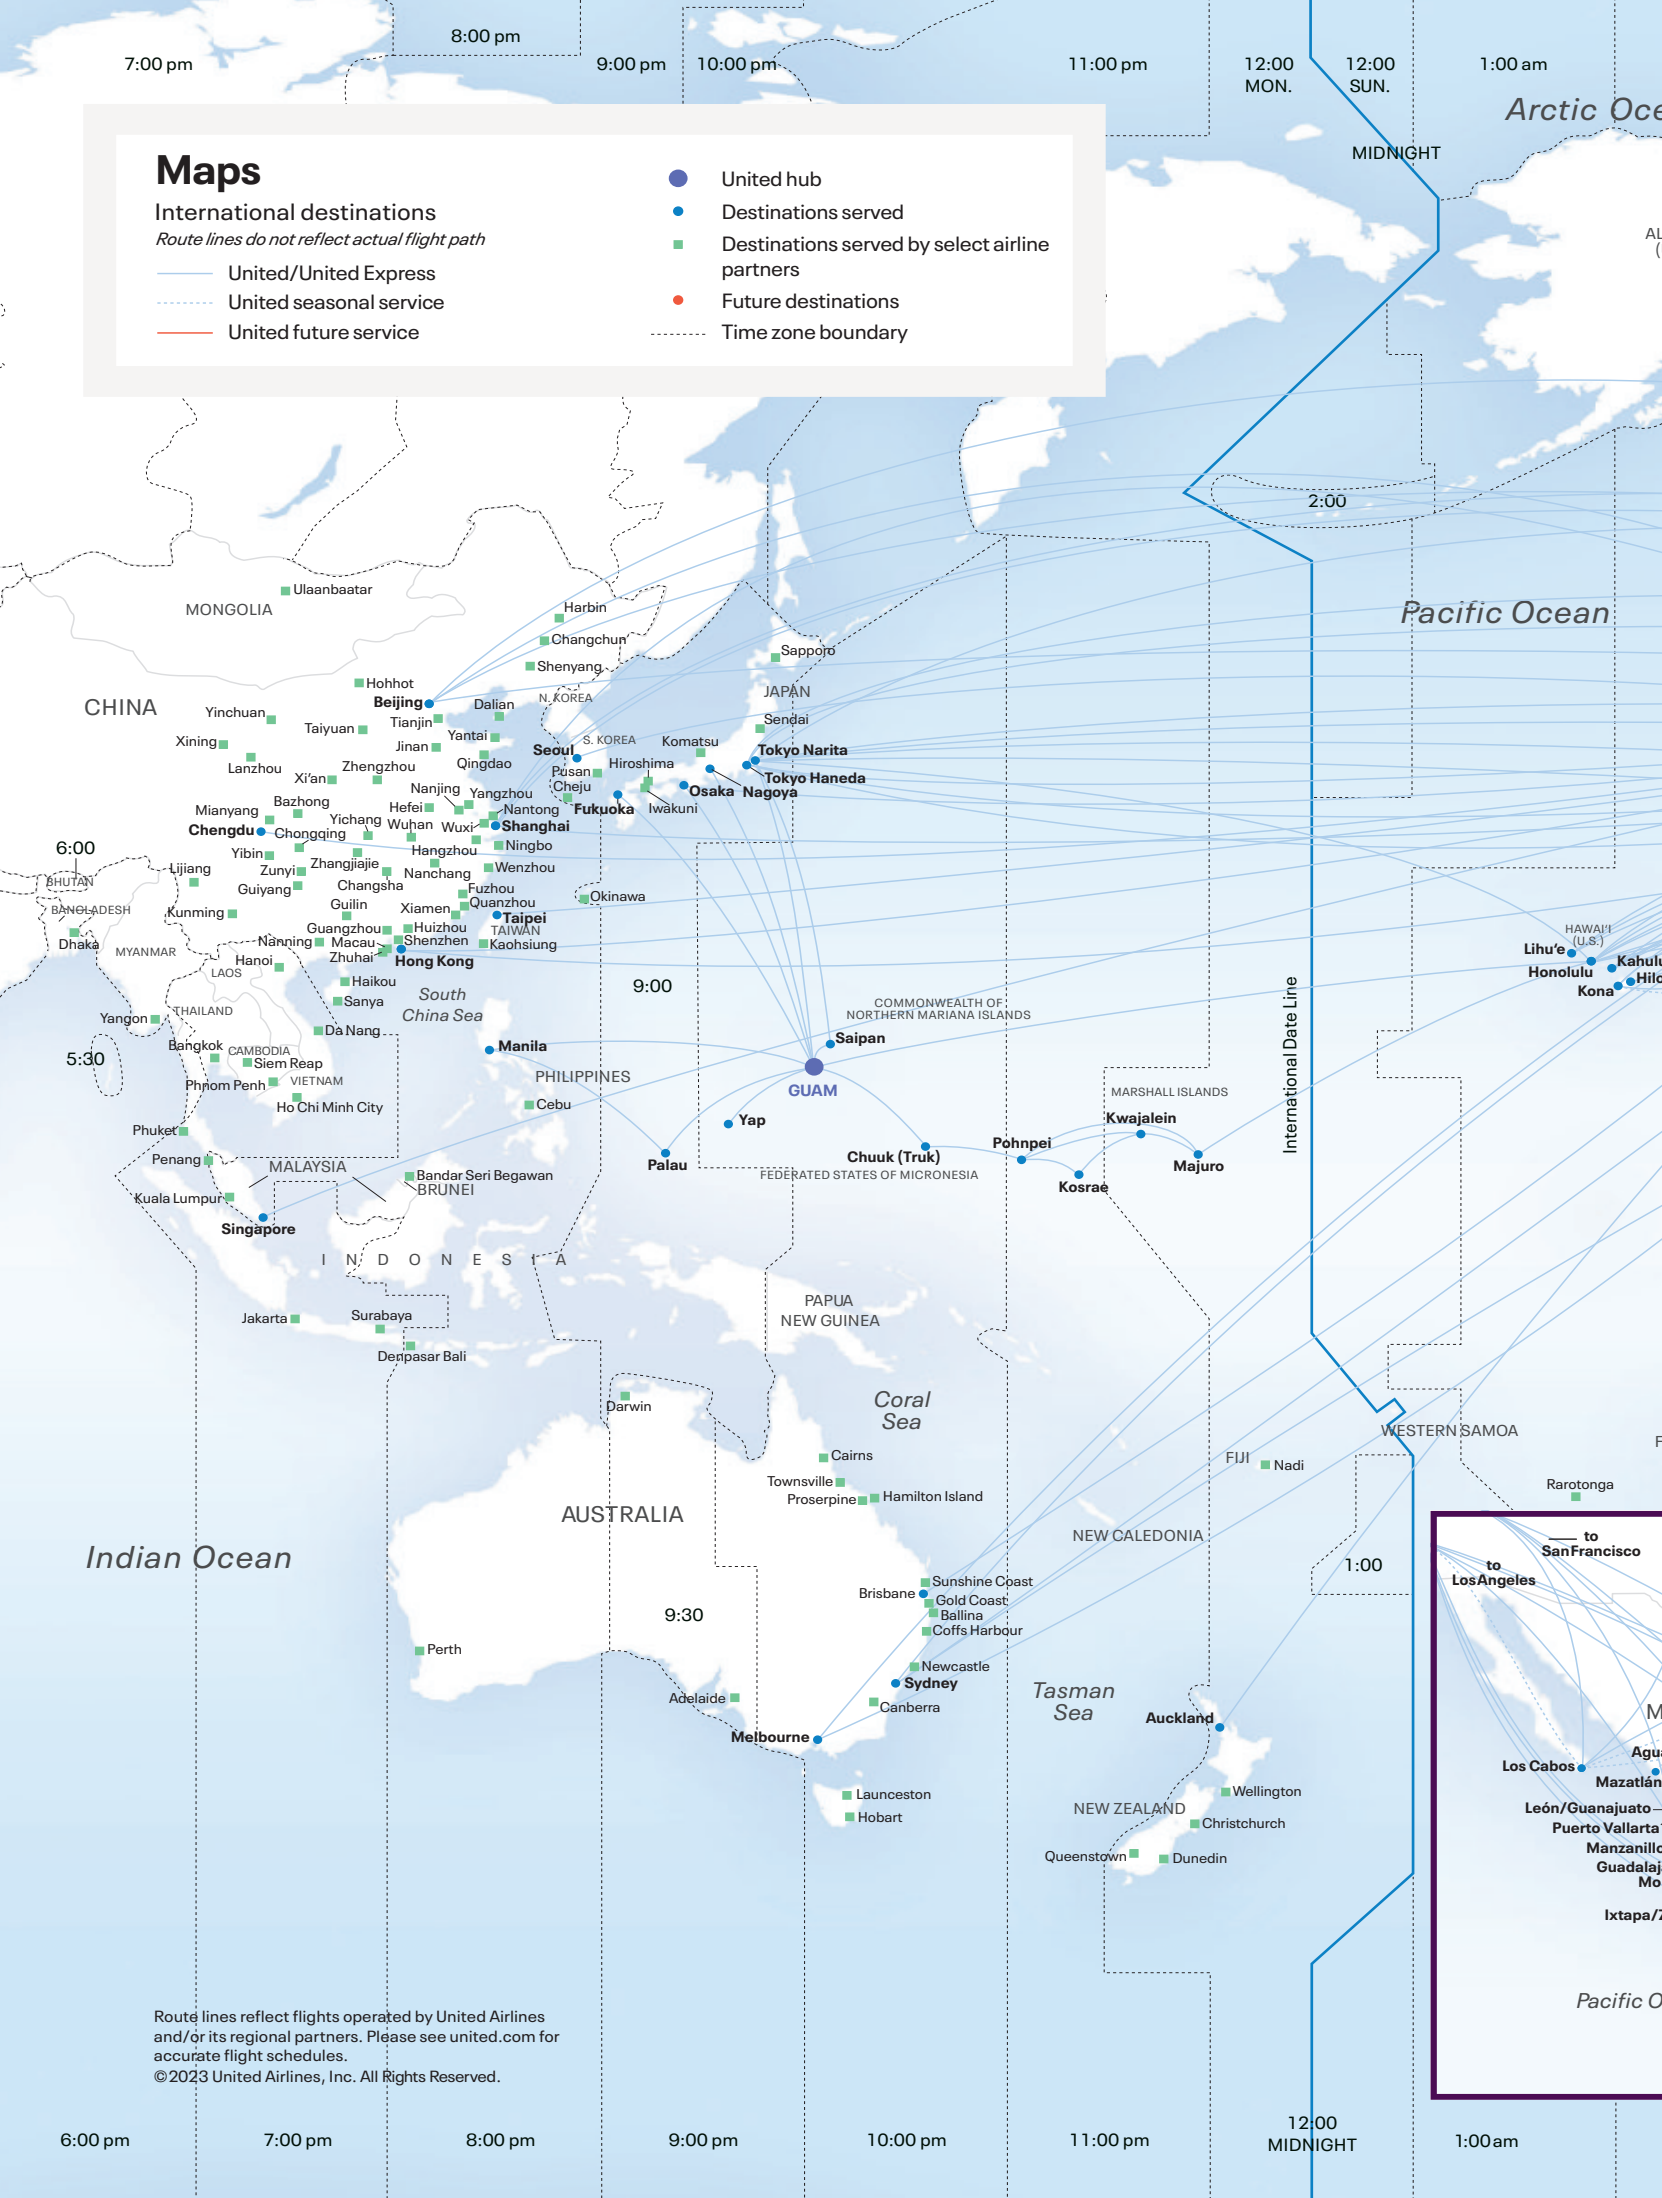 7:00 pm
8:00 pm
9:00 pm
10:00 pm
11:00 pm
12:00
MON.
12:00
SUN.
1:00 am
MIDNIGHT
Arctic Oce
Maps
International destinations
Route lines do not reflect actual flight path
United/United Express
United seasonal service
United future service
United hub
Destinations served
Destinations served by select airline
partners
Future destinations
Time zone boundary
AL
(
2:00
Pacific Ocean
Ulaanbaatar
MONGOLIA
Harbin
Changchun
Shenyang
Sapporo
Hohhot
Beijing
N. KOREA
JAPAN
CHINA
Yinchuan
Dalian
Tianjin
Sendai
Taiyuan
Yantai
Xining
Jinan
Seoul
S. KOREA
Komatsu
Tokyo Narita
Lanzhou
Zhengzhou
Qingdao
Pusan
Hiroshima
Tokyo Haneda
Xi'an
Cheju
Nanjing
Yangzhou
Osaka
Nagoya
Bazhong
Hefei
Nantong
Fukuoka
Iwakuni
Mianyang
Yichang
Wuhan
Wuxi
Shanghai
Chengdu
Chongqing
6:00
Yibin
Hangzhou
Ningbo
Lijiang
Zunyi
Zhangjiajie
Nanchang
Wenzhou
BHUTAN
Guiyang
Changsha
Fuzhou
Okinawa
Guilin
Quanzhou
BANGLADESH
Kunming
Xiamen
Taipei
Guangzhou
Huizhou
TAIWAN
Dhaka
Nanning
Macau
Shenzhen
Kaohsiung
MYANMAR
Zhuhai
Hong Kong
Hanoi
LAOS
Haikou
9:00
South
China Sea
Sanya
THAILAND
Yangon
Da Nang
COMMONWEALTH OF
NORTHERN MARIANA ISLANDS
Saipan
Bangkok
CAMBODIA
Manila
5:30
Siem Reap
PHILIPPINES
GUAM
Phnom Penh
VIETNAM
Ho Chi Minh City
Cebu
Yap
MARSHALL ISLANDS
Kwajalein
Phuket
Pohnpei
Chuuk (Truk)
Penang
MALAYSIA
Palau
FEDERATED STATES OF MICRONESIA
Majuro
Bandar Seri Begawan
BRUNEI
Kosrae
Kuala Lumpur
Singapore
International Date Line
HAWAI'I
(U.S.)
Lihu'e
Kahulu
Honolulu
Hilo
Kona
INDONESIA
PAPUA
NEW GUINEA
Jakarta
Surabaya
Denpasar Bali
Darwin
Coral
Sea
WESTERN SAMOA
F
Cairns
FIJI
Nadi
Townsville
Proserpine
Hamilton Island
Rarotonga
AUSTRALIA
NEW CALEDONIA
Indian Ocean
1:00
Sunshine Coast
Brisbane
Gold Coast
Ballina
9:30
Coffs Harbour
Perth
Newcastle
Adelaide
Sydney
Canberra
Tasman
Sea
Auckland
Melbourne
Launceston
Wellington
NEW ZEALAND
Hobart
Christchurch
Queenstown
Dunedin
to
SanFrancisco
to
LosAngeles
M
Agu
Los Cabos
Mazatlán
León/Guanajuato
Puerto Vallarta
Manzanillo
Guadalaj
Mo
Ixtapa/Z
Pacific O
Route lines reflect flights operated by United Airlines
and/or its regional partners. Please see united.com for
accurate flight schedules.
©2023 United Airlines, Inc. All Rights Reserved.
6:00 pm
7:00 pm
8:00 pm
9:00 pm
10:00 pm
11:00 pm
12:00
MIDNIGHT
1:00am